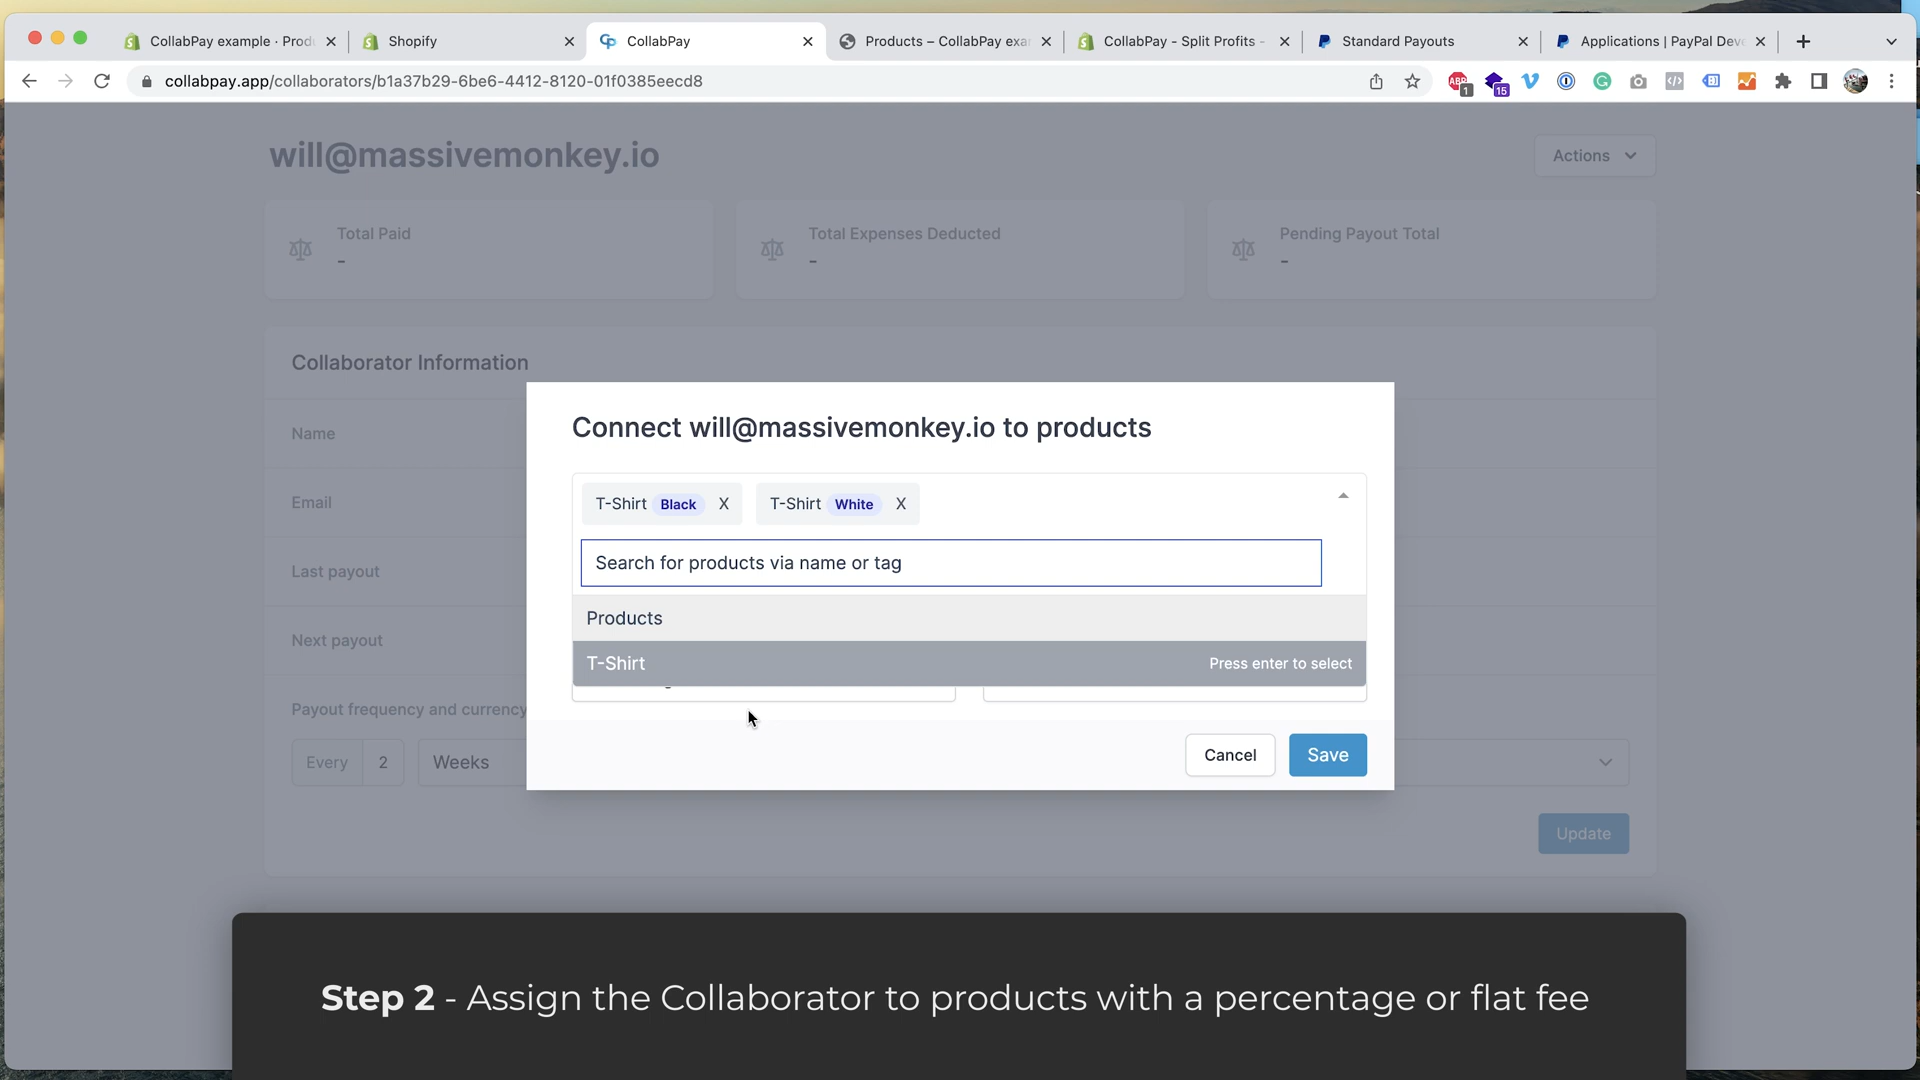 CollabPay example · Prod
Shopify
CollabPay
Products – CollabPay exa
CollabPay - Split Profits -
Standard Payouts
Applications | PayPal Deve
collabpay.app/collaborators/b1a37b29-6be6-4412-8120-01f0385eecd8
ABP
1
15
will@massivemonkey.io
Actions
Total Paid
-
Total Expenses Deducted
-
Pending Payout Total
-
Collaborator Information
Name
Email
Last payout
Next payout
Payout frequency and currency
Every
2
Weeks
Update
Connect will@massivemonkey.io to products
T-Shirt Black X
T-Shirt White X
Search for products via name or tag
Products
T-Shirt
Press enter to select
Cancel
Save
Step 2 - Assign the Collaborator to products with a percentage or flat fee